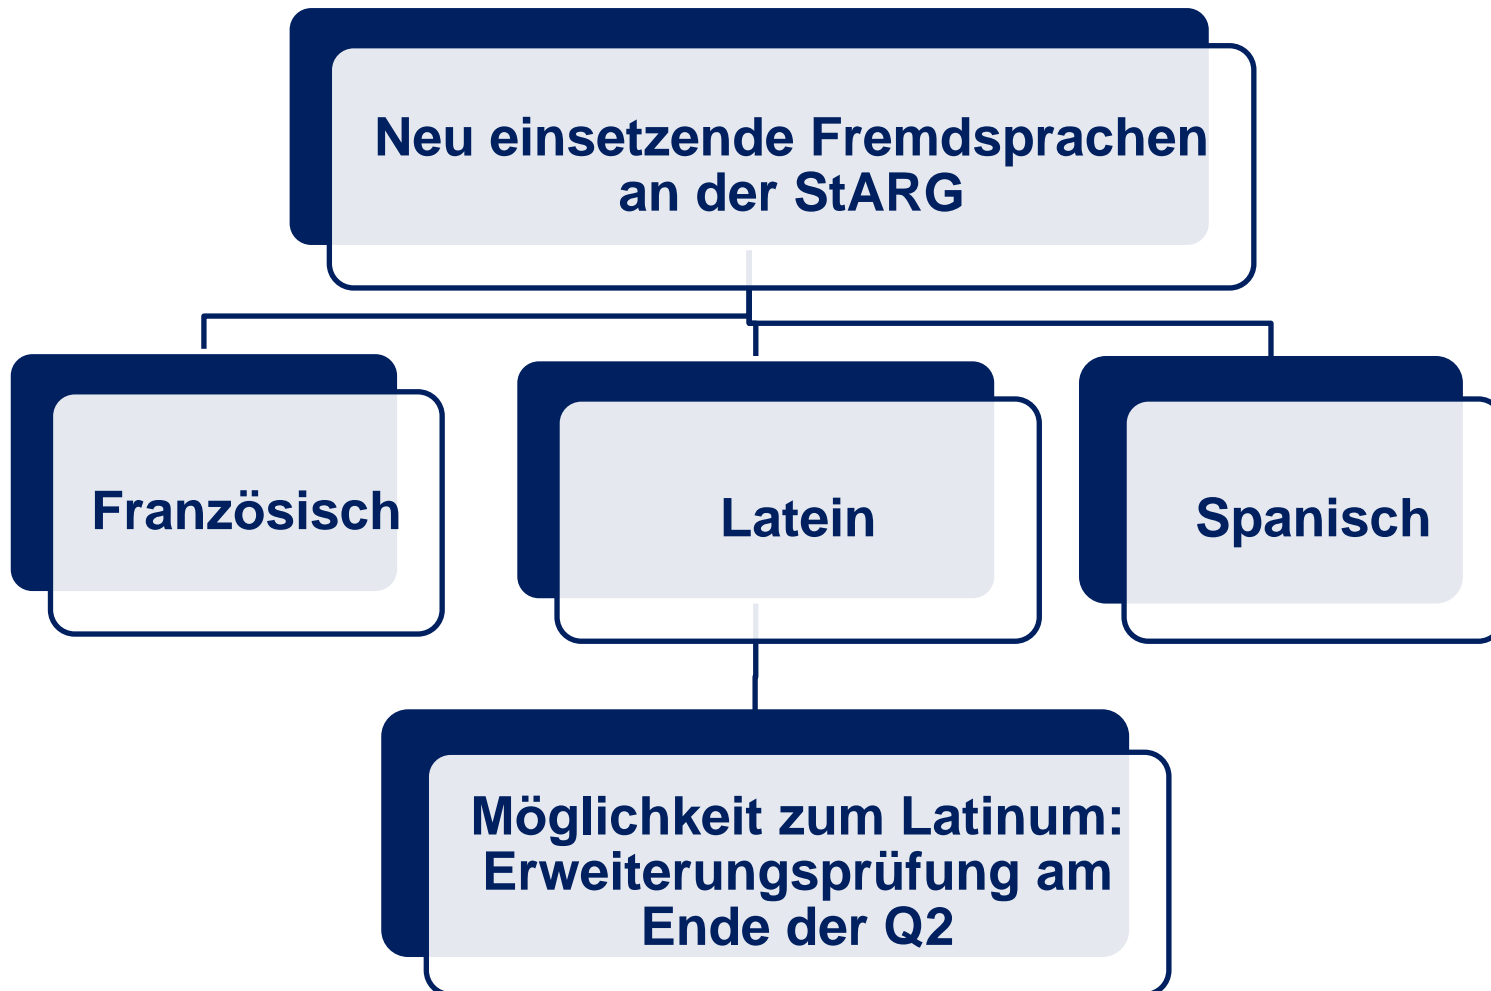 Neu einsetzende Fremdsprachen
an der StARG
Französisch
Latein
Spanisch
Möglichkeit zum Latinum:
Erweiterungsprüfung am
Ende der Q2